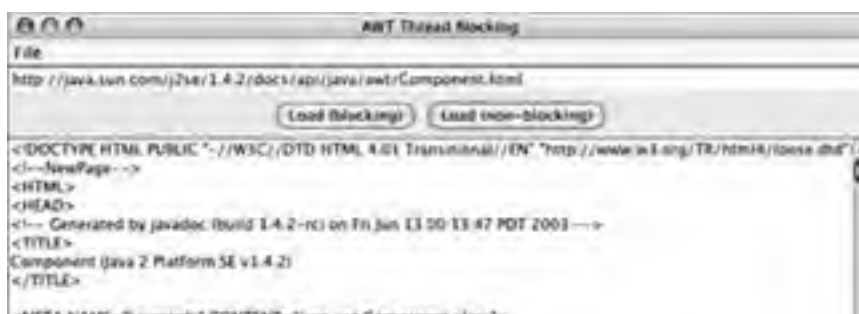 AWT Thread Blocking
File
http://java.sun.com/j2se/1.4.2/docs/api/java/awt/Component.html
Load (blocking) Load (non-blocking)
<!DOCTYPE HTML PUBLIC "-//W3C//DTD HTML 4.01 Transitional//EN" "http://www.w3.org/TR/html4/loose.dtd">
<!--NewPage-->
<HTML>
<HEAD>
<!-- Generated by javadoc (build 1.4.2-rc) on Fri Jun 13 00:13:47 PDT 2003 -->
<TITLE>
Component (Java 2 Platform SE v1.4.2)
</TITLE>